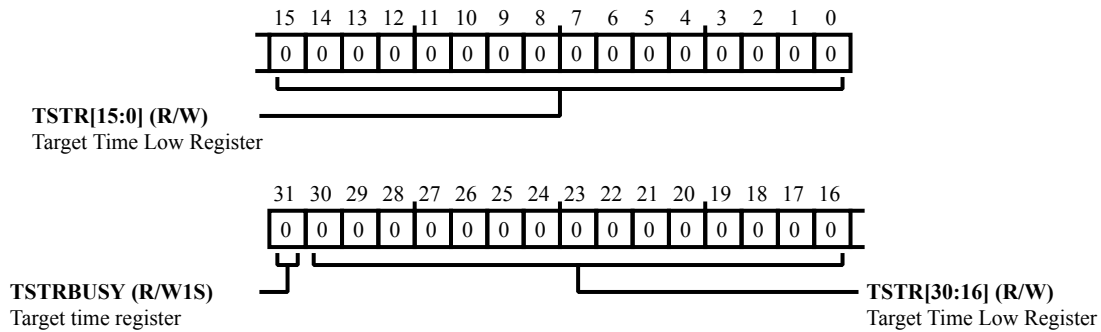 15 14 13 12 11 10 9 8 7 6 5 4 3 2 1 0
0 0 0 0 0 0 0 0 0 0 0 0 0 0 0 0
TSTR[15:0] (R/W)
Target Time Low Register
31 30 29 28 27 26 25 24 23 22 21 20 19 18 17 16
0 0 0 0 0 0 0 0 0 0 0 0 0 0 0 0
TSTRBUSY (R/W1S)
Target time register
TSTR[30:16] (R/W)
Target Time Low Register